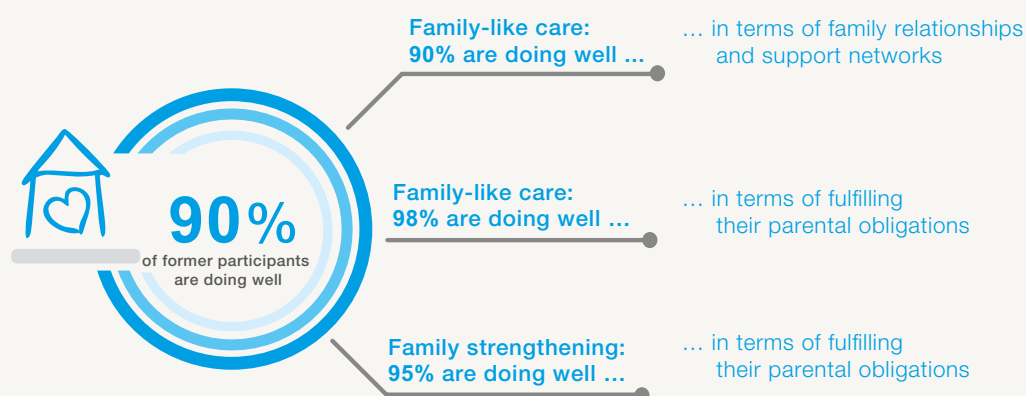 90%
of former participants
are doing well
Family-like care:
90% are doing well ...
... in terms of family relationships
and support networks
Family-like care:
98% are doing well ...
... in terms of fulfilling
their parental obligations
Family strengthening:
95% are doing well ...
... in terms of fulfilling
their parental obligations